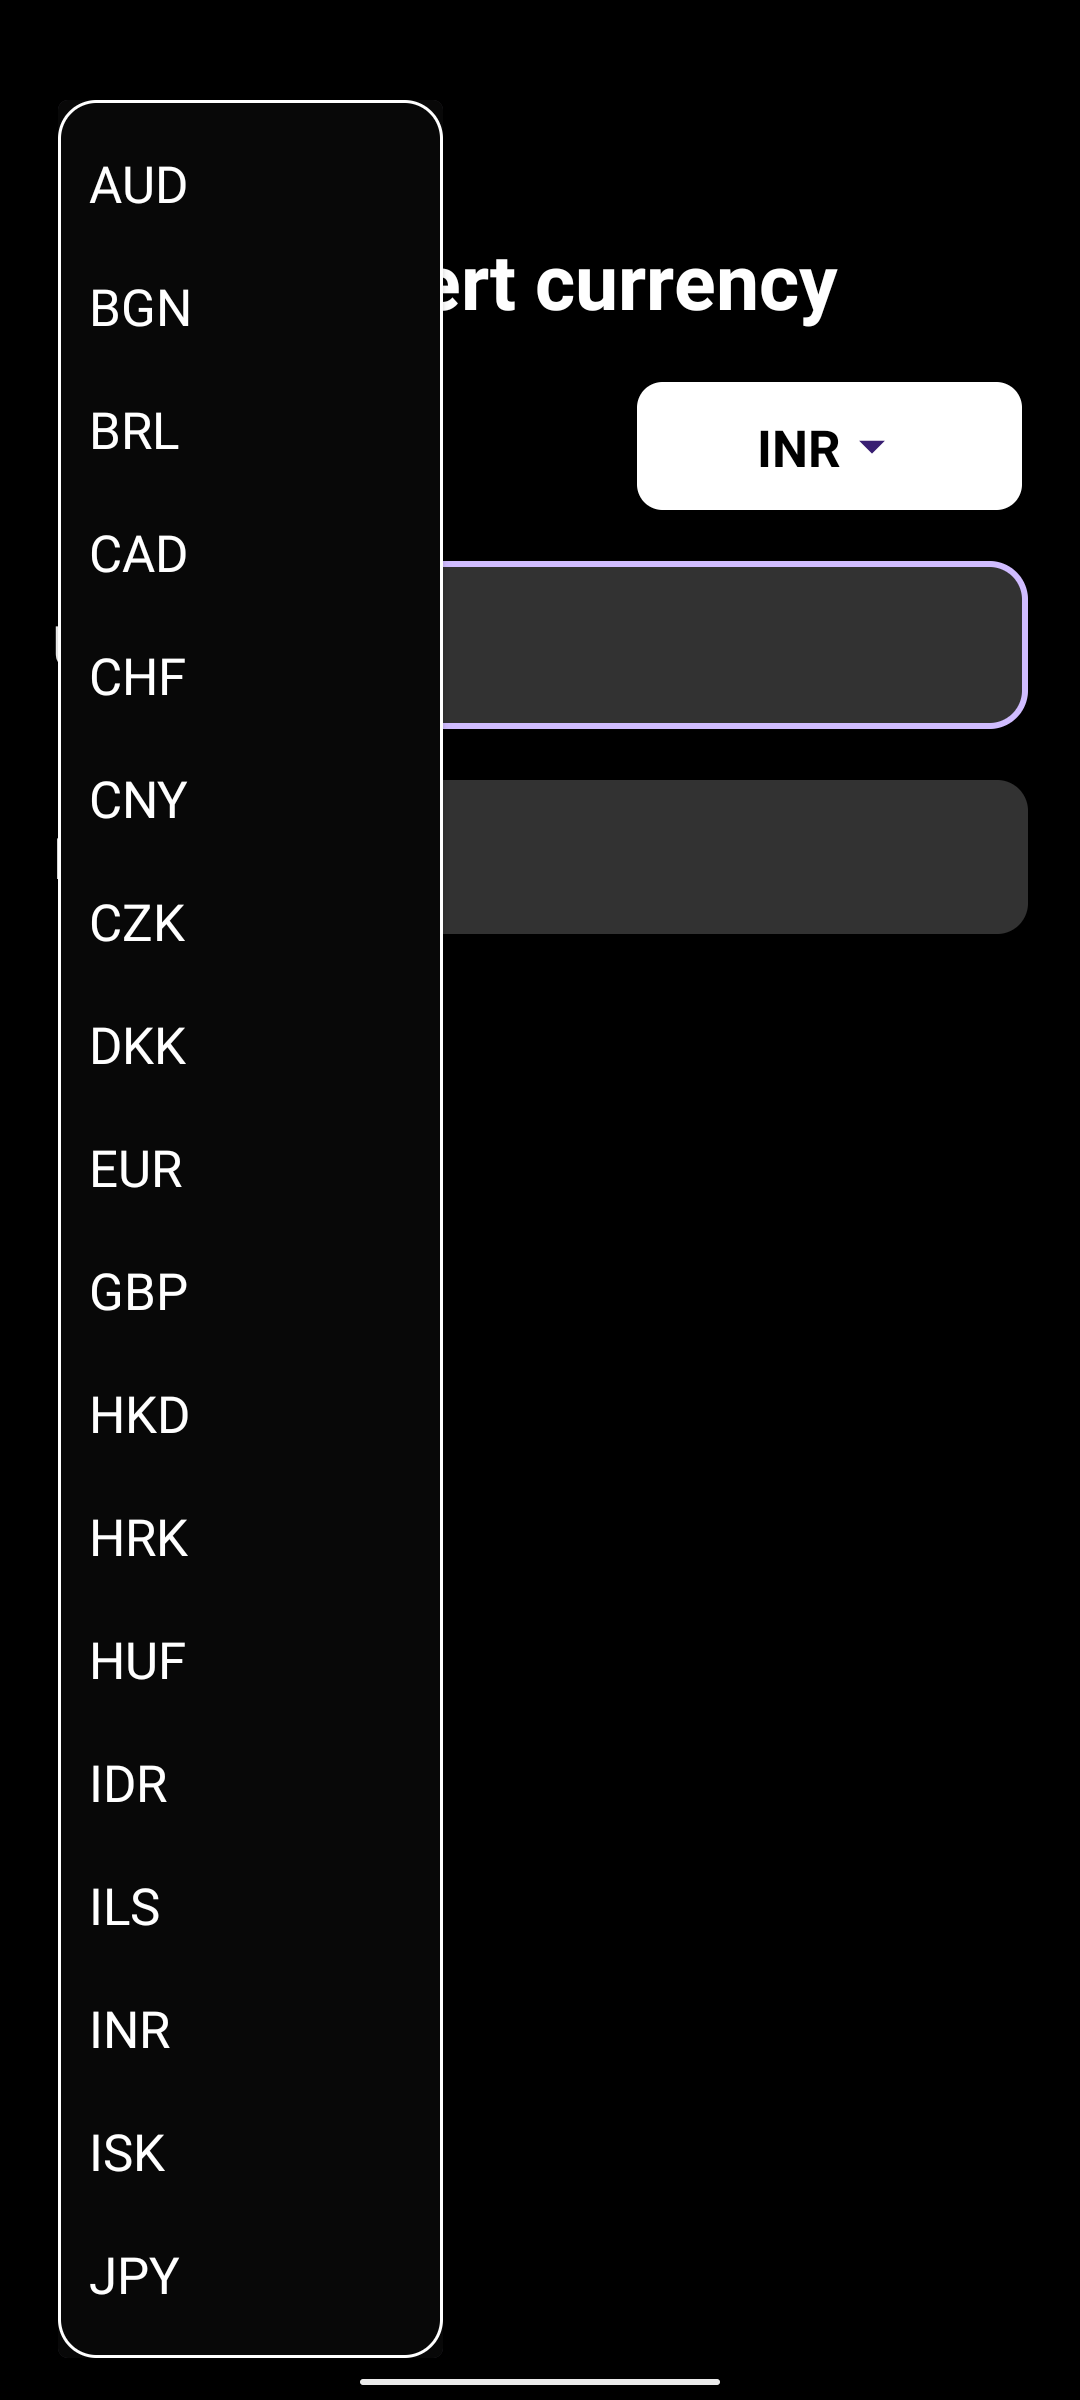 AUD
BGN
ert currency
BRL
INR
CAD
CHF
CNY
CZK
DKK
EUR
GBP
HKD
HRK
HUF
IDR
ILS
INR
ISK
JPY